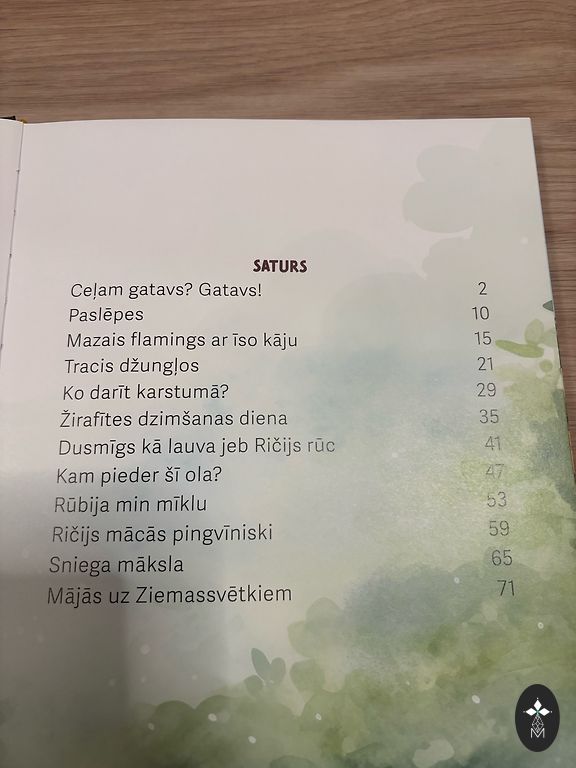 SATURS
Ceļam gatavs? Gatavs! 2
Paslēpes 10
Mazais flamings ar īso kāju 15
Tracis džungļos 21
Ko darīt karstumā? 29
Žirafītes dzimšanas diena 35
Dusmīgs kā lauva jeb Ričijs rūc 41
Kam pieder šī ola? 47
Rūbija min mīklu 53
Ričijs mācās pingvīniski 59
Sniega māksla 65
Mājās uz Ziemassvētkiem 71
M